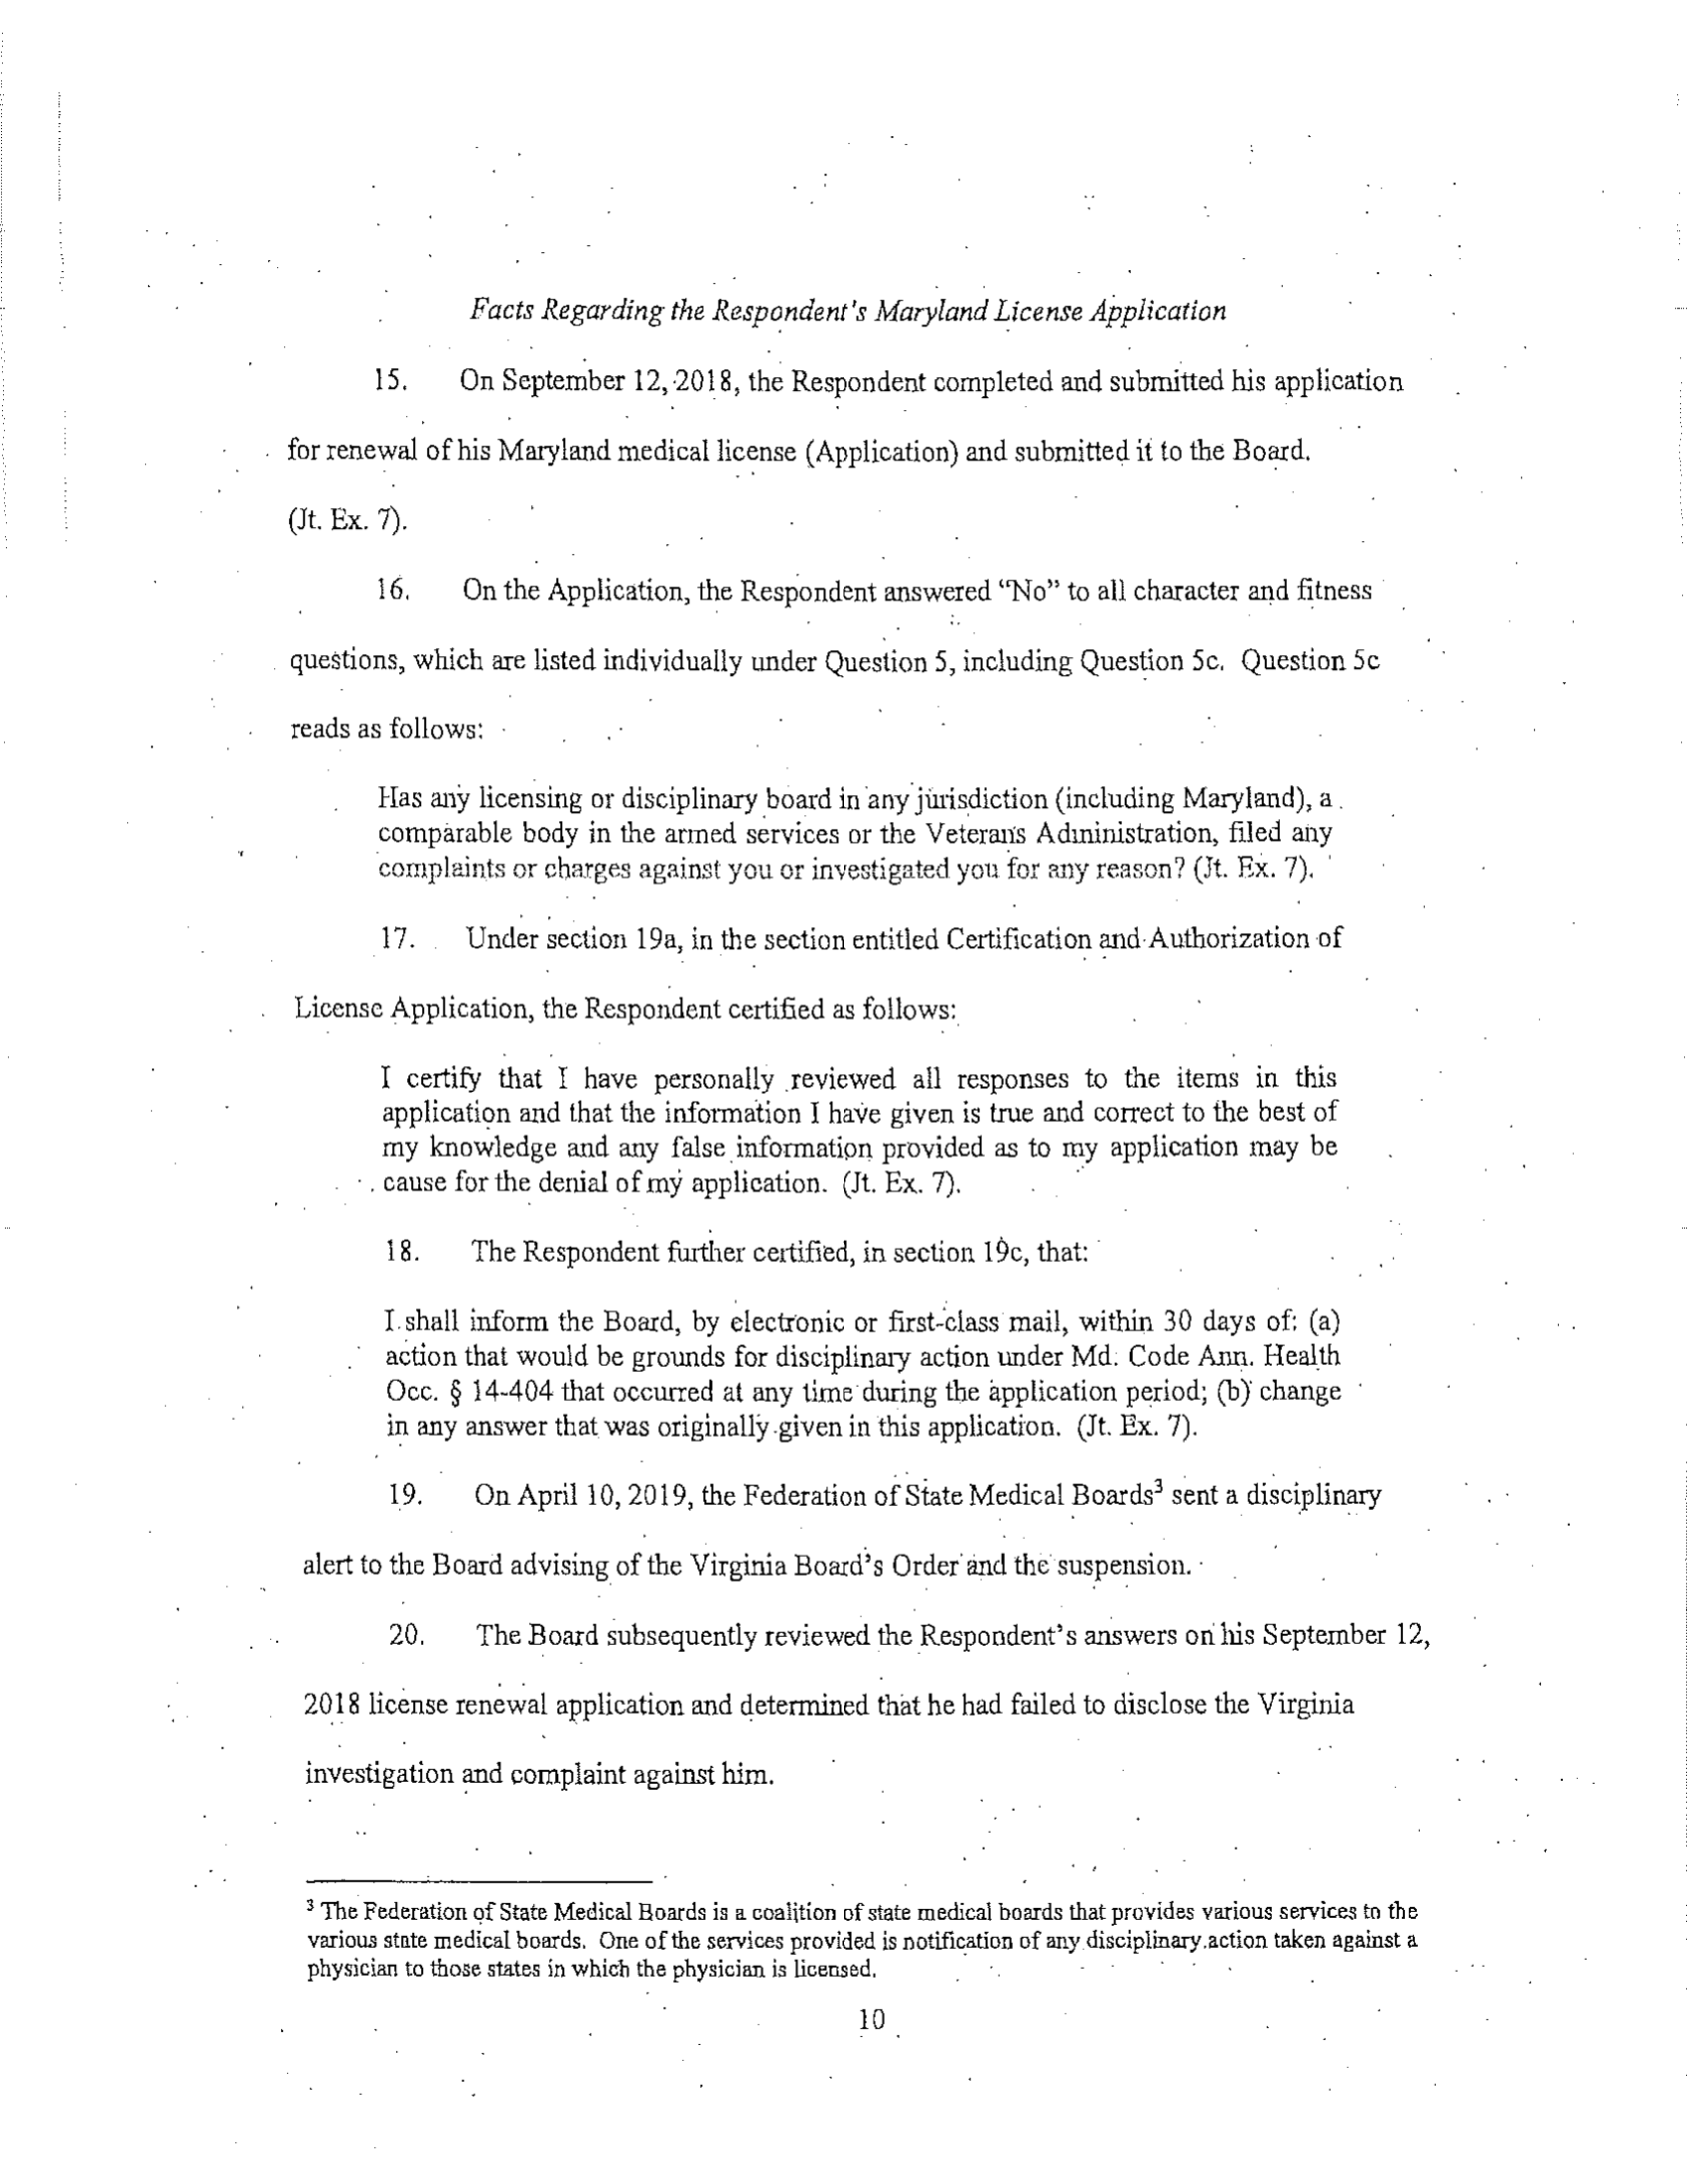 Facts Regarding the Respondent's Maryland License Application
15. On September 12, 2018, the Respondent completed and submitted his application
for renewal of his Maryland medical license (Application) and submitted it to the Board.
(Jt. Ex. 7).
16. On the Application, the Respondent answered “No” to all character and fitness
questions, which are listed individually under Question 5, including Question 5c. Question 5c
reads as follows:
Has any licensing or disciplinary board in any jurisdiction (including Maryland), a
comparable body in the armed services or the Veterans Administration, filed any
complaints or charges against you or investigated you for any reason? (Jt. Ex. 7).
17. Under section 19a, in the section entitled Certification and Authorization of
License Application, the Respondent certified as follows:
I certify that I have personally reviewed all responses to the items in this
application and that the information I have given is true and correct to the best of
my knowledge and any false information provided as to my application may be
cause for the denial of my application. (Jt. Ex. 7).
18. The Respondent further certified, in section 19c, that:
I shall inform the Board, by electronic or first-class mail, within 30 days of: (a)
action that would be grounds for disciplinary action under Md. Code Ann. Health
Occ. § 14-404 that occurred at any time during the application period; (b) change
in any answer that was originally given in this application. (Jt. Ex. 7).
19. On April 10, 2019, the Federation of State Medical Boards³ sent a disciplinary
alert to the Board advising of the Virginia Board's Order and the suspension.
20. The Board subsequently reviewed the Respondent's answers on his September 12,
2018 license renewal application and determined that he had failed to disclose the Virginia
investigation and complaint against him.
³ The Federation of State Medical Boards is a coalition of state medical boards that provides various services to the
various state medical boards. One of the services provided is notification of any disciplinary action taken against a
physician to those states in which the physician is licensed.
10